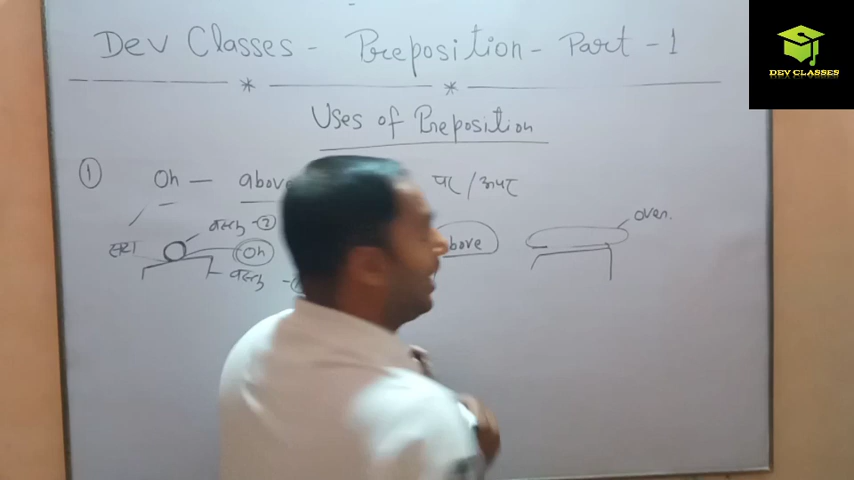 Dev Classes - Preposition - Part - 1
DEV CLASSES
Uses of Preposition
① On — above पर / ऊपर
over.
वस्तु - ②
सटा On above
वस्तु -